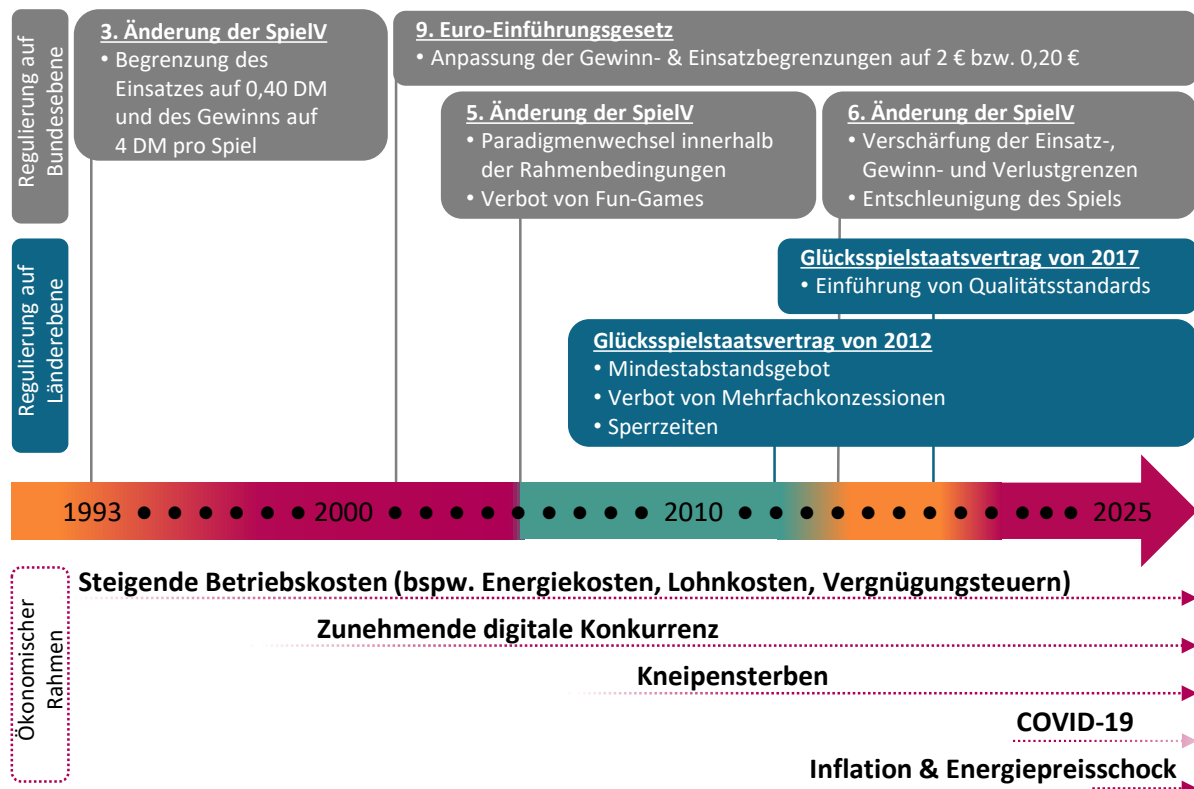 Regulierung auf
Bundesebene
3. Änderung der SpielV
• Begrenzung des
Einsatzes auf 0,40 DM
und des Gewinns auf
4 DM pro Spiel
9. Euro-Einführungsgesetz
• Anpassung der Gewinn- & Einsatzbegrenzungen auf 2 € bzw. 0,20 €
5. Änderung der SpielV
• Paradigmenwechsel innerhalb
der Rahmenbedingungen
• Verbot von Fun-Games
6. Änderung der SpielV
• Verschärfung der Einsatz-,
Gewinn- und Verlustgrenzen
• Entschleunigung des Spiels
Regulierung auf
Länderebene
Glücksspielstaatsvertrag von 2017
• Einführung von Qualitätsstandards
Glücksspielstaatsvertrag von 2012
• Mindestabstandsgebot
• Verbot von Mehrfachkonzessionen
• Sperrzeiten
1993 2000 2010 2025
Ökonomischer
Rahmen
Steigende Betriebskosten (bspw. Energiekosten, Lohnkosten, Vergnügungsteuern)
Zunehmende digitale Konkurrenz
Kneipensterben
COVID-19
Inflation & Energiepreisschock